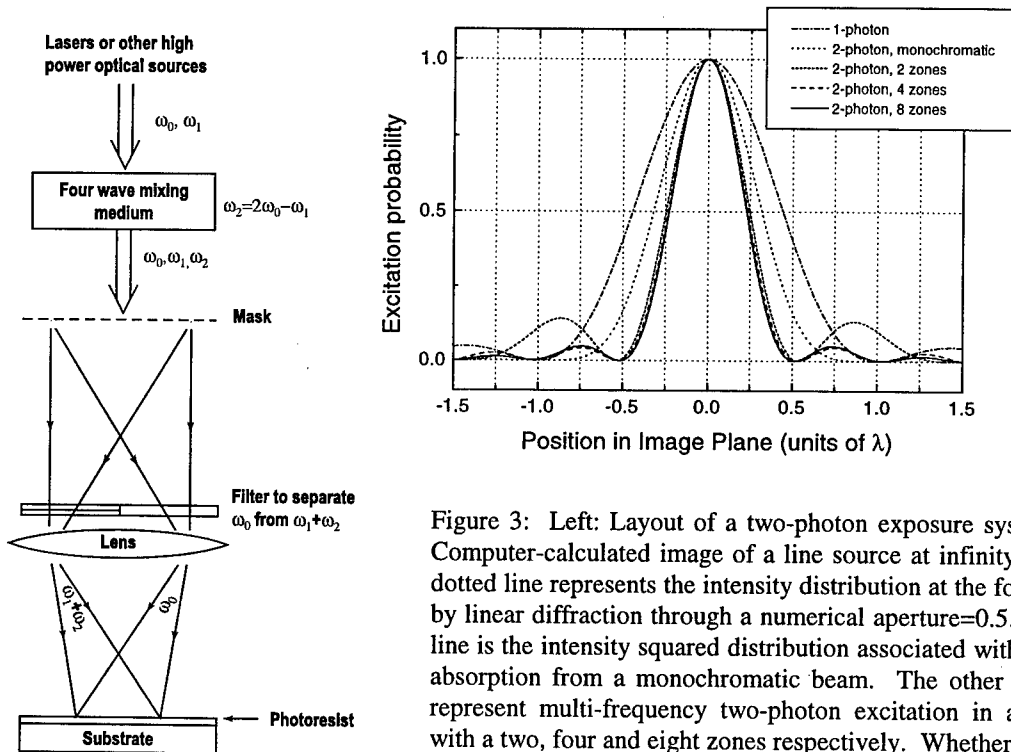 Lasers or other high
power optical sources
ω₀, ω₁
Four wave mixing
medium
ω₂=2ω₀−ω₁
ω₀,ω₁,ω₂
Mask
Filter to separate
ω₀ from ω₁+ω₂
Lens
ω₁+ω₂
ω₀
Photoresist
Substrate
1-photon
2-photon, monochromatic
2-photon, 2 zones
2-photon, 4 zones
2-photon, 8 zones
Excitation probability
1.0
0.5
0.0
-1.5 -1.0 -0.5 0.0 0.5 1.0 1.5
Position in Image Plane (units of λ)
Figure 3: Left: Layout of a two-photon exposure sys
Computer-calculated image of a line source at infinity
dotted line represents the intensity distribution at the fo
by linear diffraction through a numerical aperture=0.5.
line is the intensity squared distribution associated with
absorption from a monochromatic beam. The other
represent multi-frequency two-photon excitation in a
with a two, four and eight zones respectively. Whether